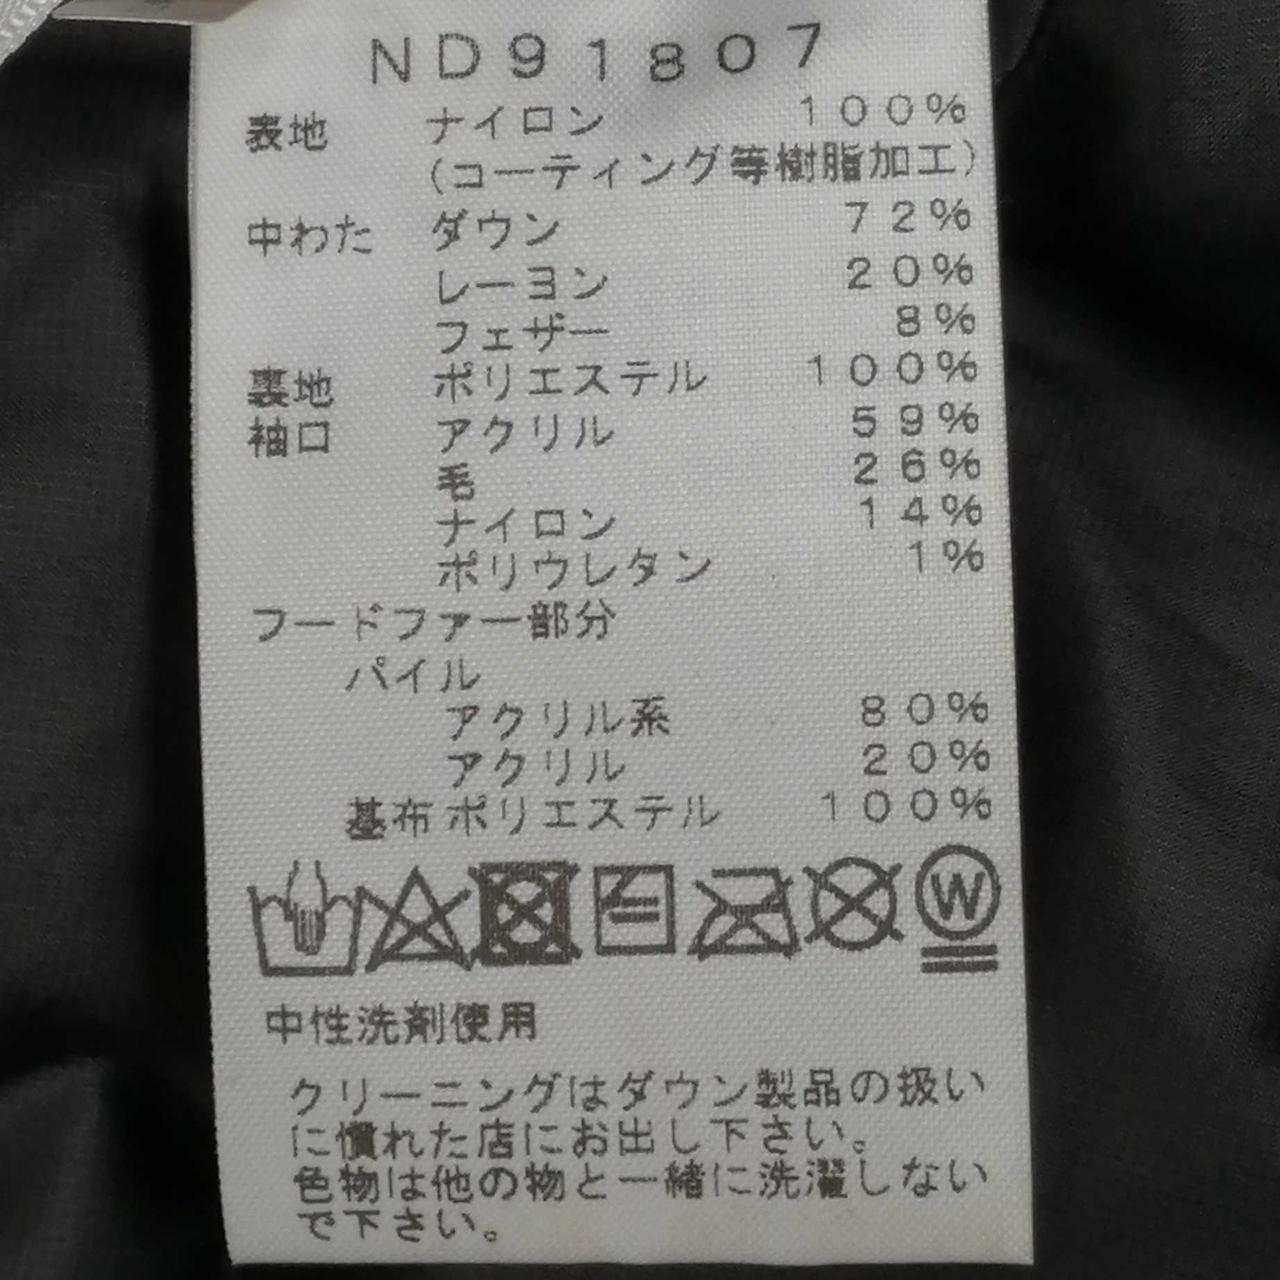 ND91807
表地 ナイロン 100%
(コーティング等樹脂加工)
中わた ダウン 72%
レーヨン 20%
フェザー 8%
裏地 ポリエステル 100%
袖口 アクリル 59%
毛 26%
ナイロン 14%
ポリウレタン 1%
フードファー部分
パイル
アクリル系 80%
アクリル 20%
基布 ポリエステル 100%
W
中性洗剤使用
クリーニングはダウン製品の扱い
に慣れた店にお出し下さい。
色物は他の物と一緒に洗濯しない
で下さい。